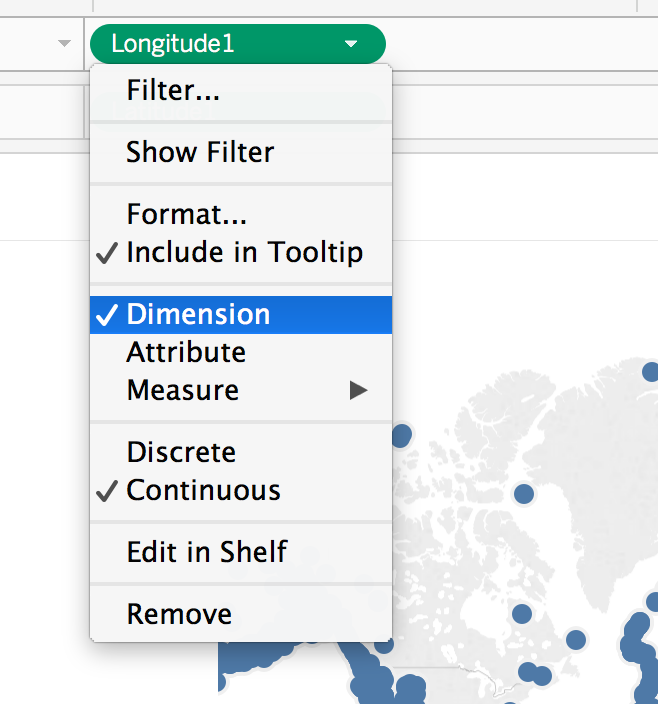 Longitude1
Filter...
Show Filter
Format...
Include in Tooltip
Dimension
Attribute
Measure
Discrete
Continuous
Edit in Shelf
Remove